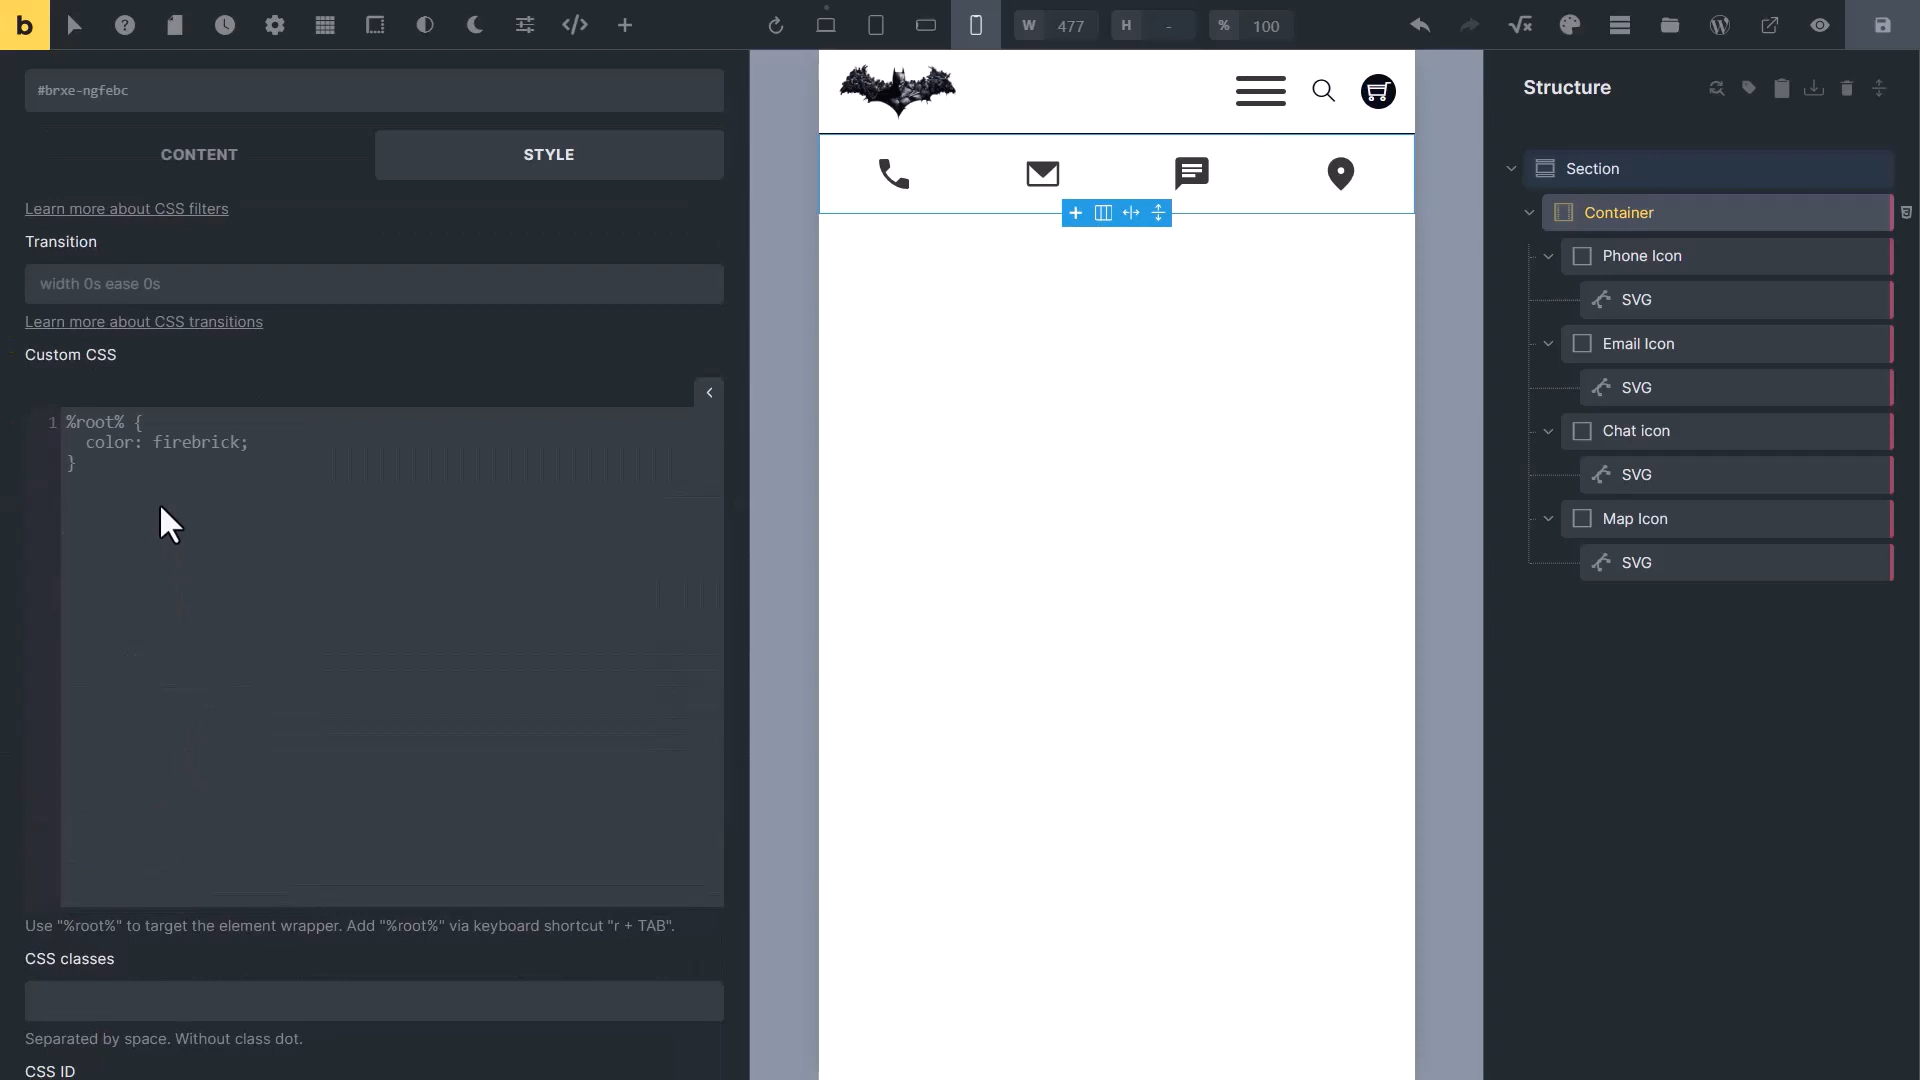 b
W 477 H - % 100
#brxe-ngfebc
CONTENT STYLE
Learn more about CSS filters
Transition
width 0s ease 0s
Learn more about CSS transitions
Custom CSS
1 %root% {
color: firebrick;
}
Use "%root%" to target the element wrapper. Add "%root%" via keyboard shortcut "r + TAB".
CSS classes
Separated by space. Without class dot.
CSS ID
Structure
Section
Container
Phone Icon
SVG
Email Icon
SVG
Chat icon
SVG
Map Icon
SVG